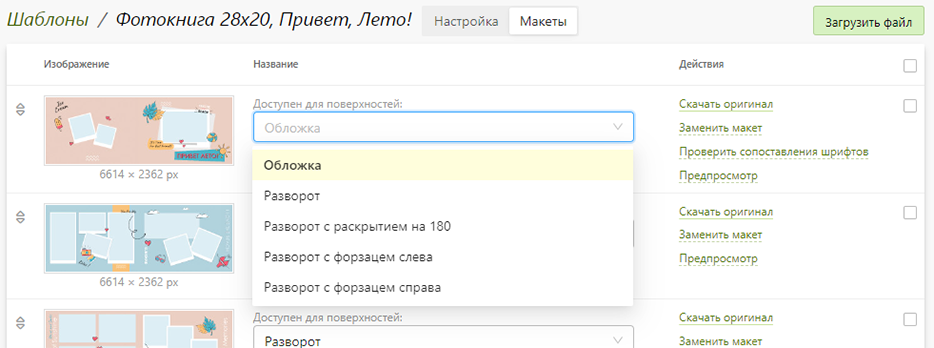 Шаблоны / Фотокнига 28x20, Привет, Лето! Настройка Макеты Загрузить файл
Изображение Название Действия
Доступен для поверхностей: Скачать оригинал
Обложка
Заменить макет
ПРИВЕТ ЛЕТО!
Проверить сопоставления шрифтов
Обложка
6614 × 2362 px Предпросмотр
Разворот
Скачать оригинал
Разворот с раскрытием на 180
Заменить макет
Разворот с форзацем слева Предпросмотр
6614 × 2362 px Разворот с форзацем справа
Доступен для поверхностей: Скачать оригинал
Разворот Заменить макет